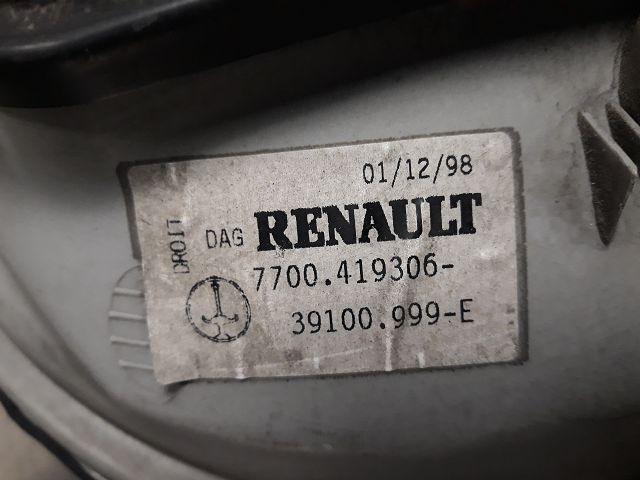 01/12/98
DROIT
DAG RENAULT
7700.419306-
39100.999-E